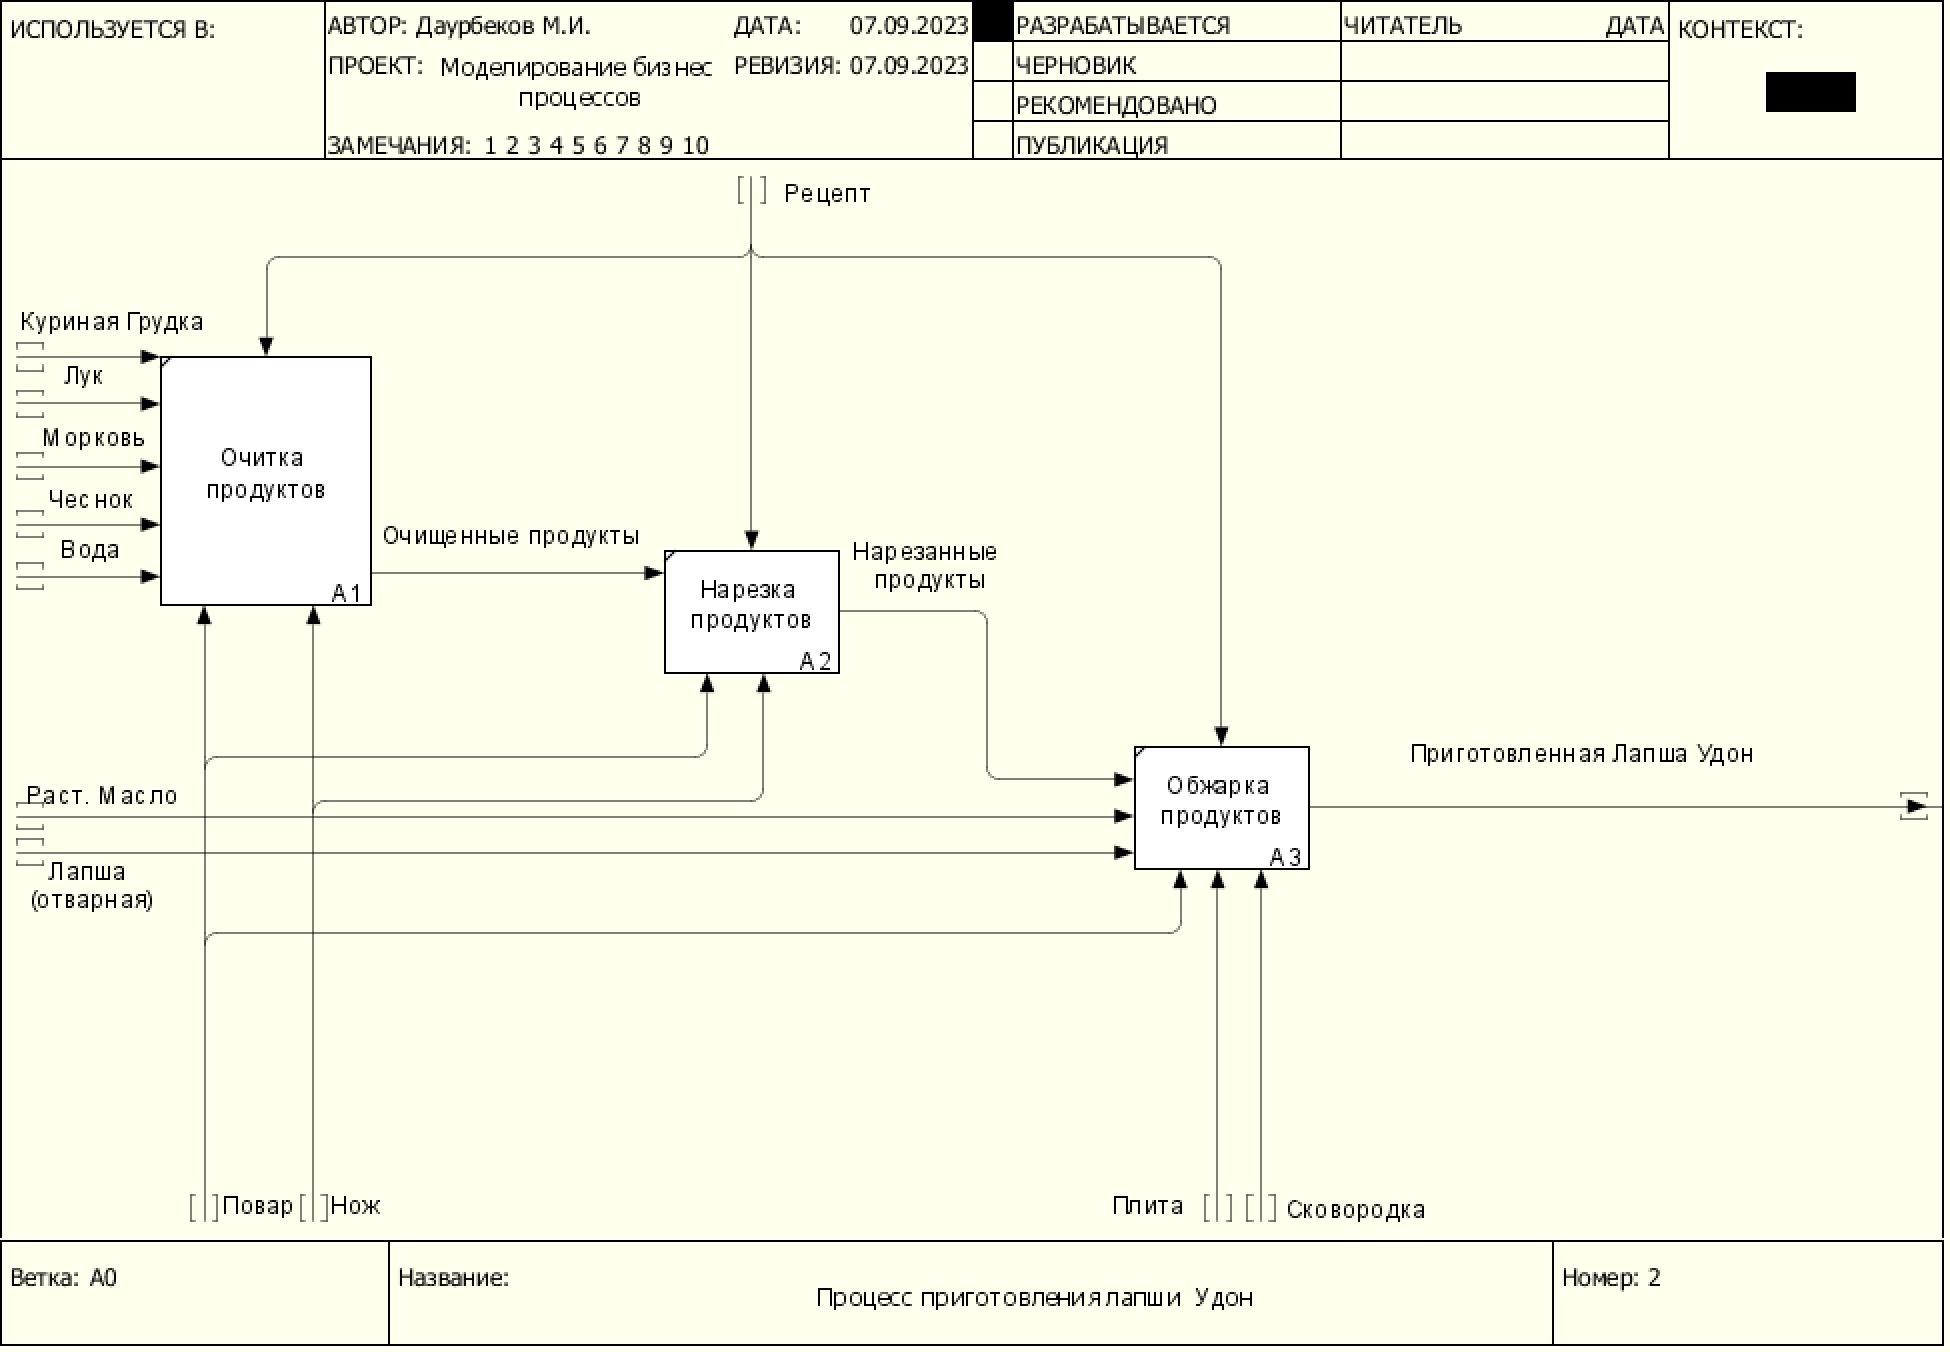 ИСПОЛЬЗУЕТСЯ В:
АВТОР: Даурбеков М.И.
ДАТА: 07.09.2023
ПРОЕКТ: Моделирование бизнес
процессов
РЕВИЗИЯ: 07.09.2023
ЗАМЕЧАНИЯ: 1 2 3 4 5 6 7 8 9 10
РАЗРАБАТЫВАЕТСЯ
ЧЕРНОВИК
РЕКОМЕНДОВАНО
ПУБЛИКАЦИЯ
ЧИТАТЕЛЬ ДАТА
КОНТЕКСТ:
Рецепт
Куриная Грудка
Лук
Морковь
Чеснок
Вода
Очитка
продуктов
A1
Очищенные продукты
Нарезка
продуктов
A2
Нарезанные
продукты
Раст. Масло
Лапша
(отварная)
Обжарка
продуктов
A3
Приготовленная Лапша Удон
Повар
Нож
Плита
Сковородка
Ветка: A0
Название:
Процесс приготовления лапши Удон
Номер: 2